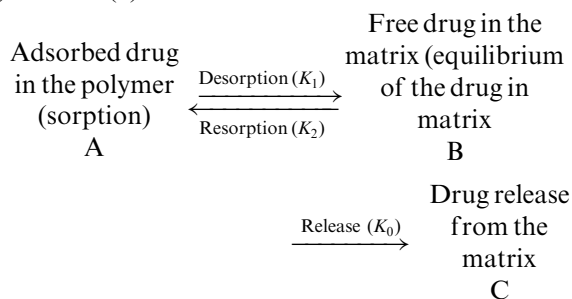 Adsorbed drug
in the polymer
(sorption)
A
Desorption (K₁)
Resorption (K₂)
Free drug in the
matrix (equilibrium
of the drug in
matrix
B
Release (K₀)
Drug release
from the
matrix
C